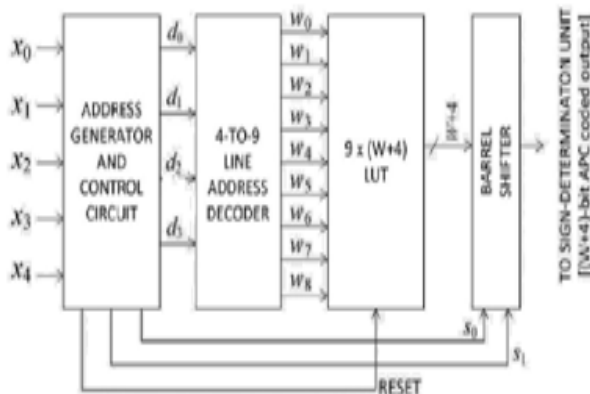 x0
x1
x2
x3
x4
ADDRESS
GENERATOR
AND
CONTROL
CIRCUIT
d0
d1
d2
d3
4-TO-9
LINE
ADDRESS
DECODER
w0
w1
w2
w3
w4
w5
w6
w7
w8
9 x (W+4)
LUT
W+4
BARREL
SHIFTER
TO SIGN-DETERMINATON UNIT
[(W+4)-bit APC coded output]
s0
s1
RESET